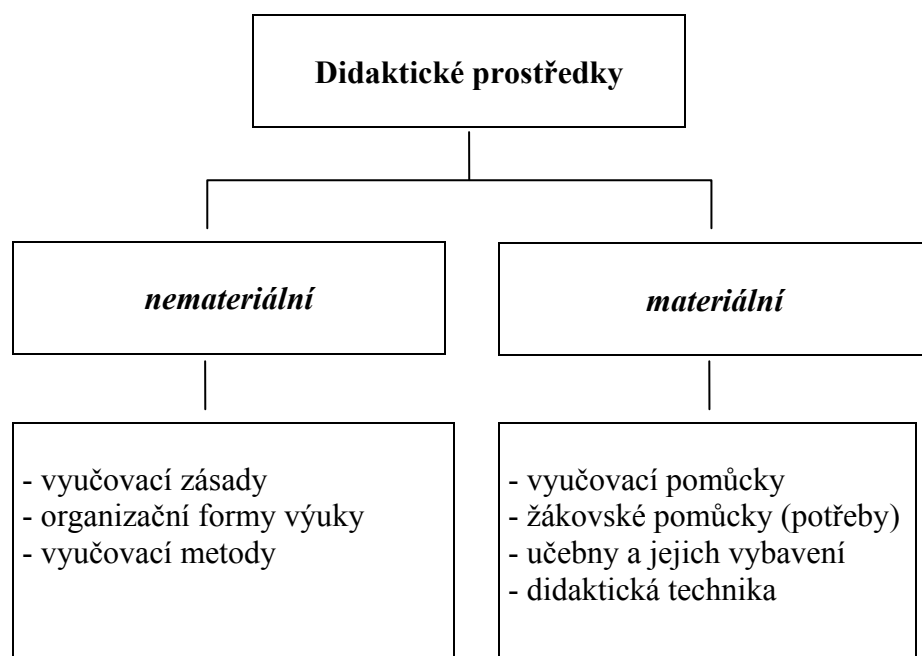 Didaktické prostředky
nemateriální
materiální
- vyučovací zásady
- organizační formy výuky
- vyučovací metody
- vyučovací pomůcky
- žákovské pomůcky (potřeby)
- učebny a jejich vybavení
- didaktická technika